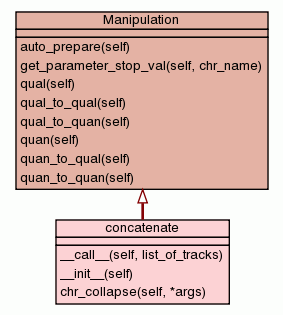 Manipulation
auto_prepare(self)
get_parameter_stop_val(self, chr_name)
qual(self)
qual_to_qual(self)
qual_to_quan(self)
quan(self)
quan_to_qual(self)
quan_to_quan(self)
concatenate
__call__(self, list_of_tracks)
__init__(self)
chr_collapse(self, *args)